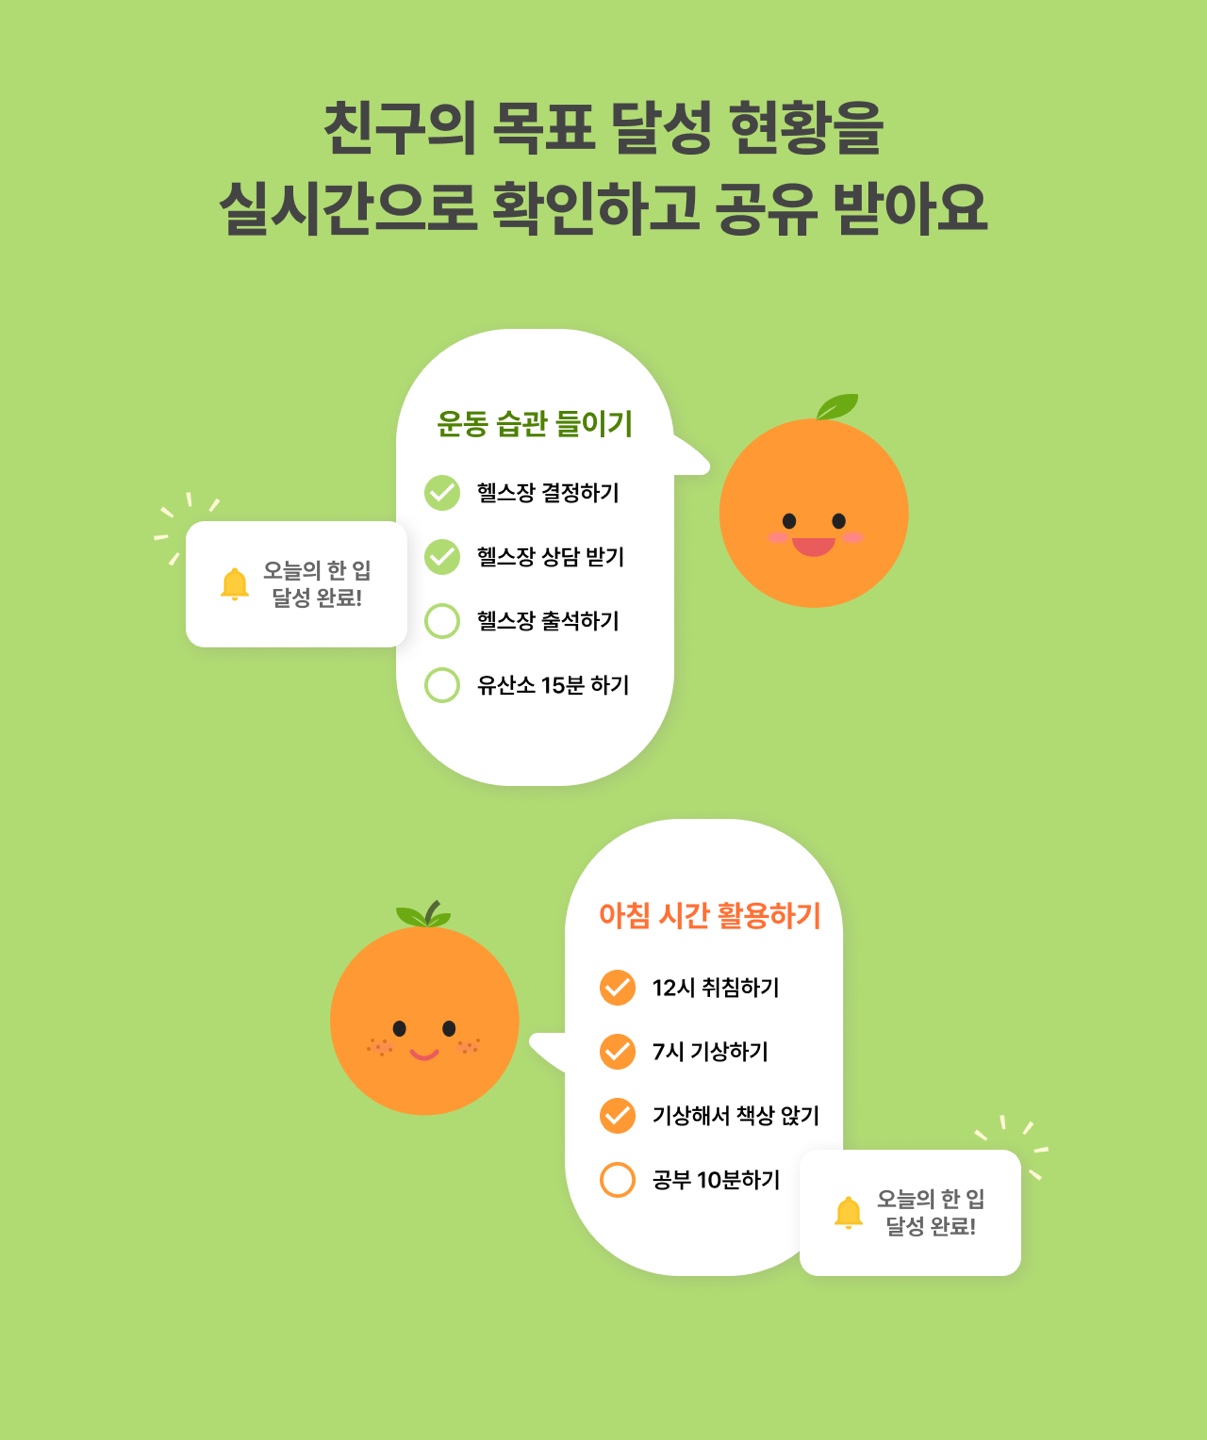 친구의 목표 달성 현황을
실시간으로 확인하고 공유 받아요
운동 습관 들이기
헬스장 결정하기
헬스장 상담 받기
헬스장 출석하기
유산소 15분 하기
오늘의 한 입
달성 완료!
아침 시간 활용하기
12시 취침하기
7시 기상하기
기상해서 책상 앉기
공부 10분하기
오늘의 한 입
달성 완료!